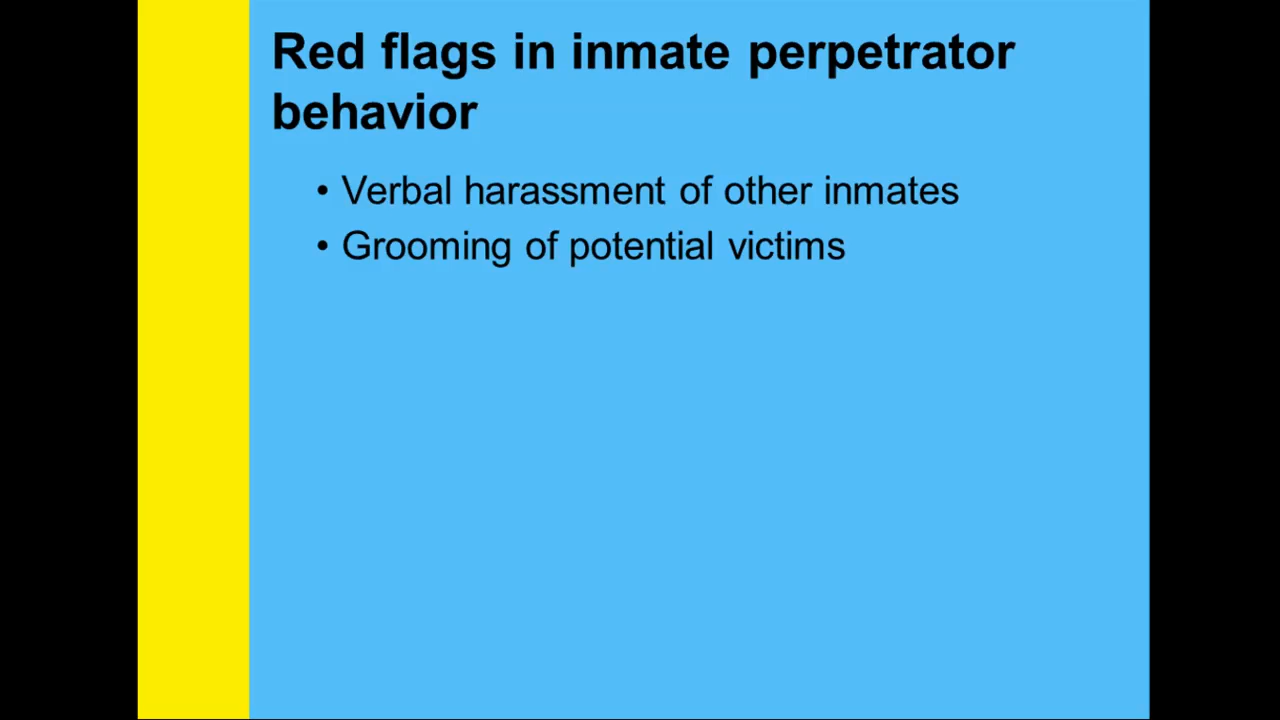 Red flags in inmate perpetrator
behavior
• Verbal harassment of other inmates
• Grooming of potential victims